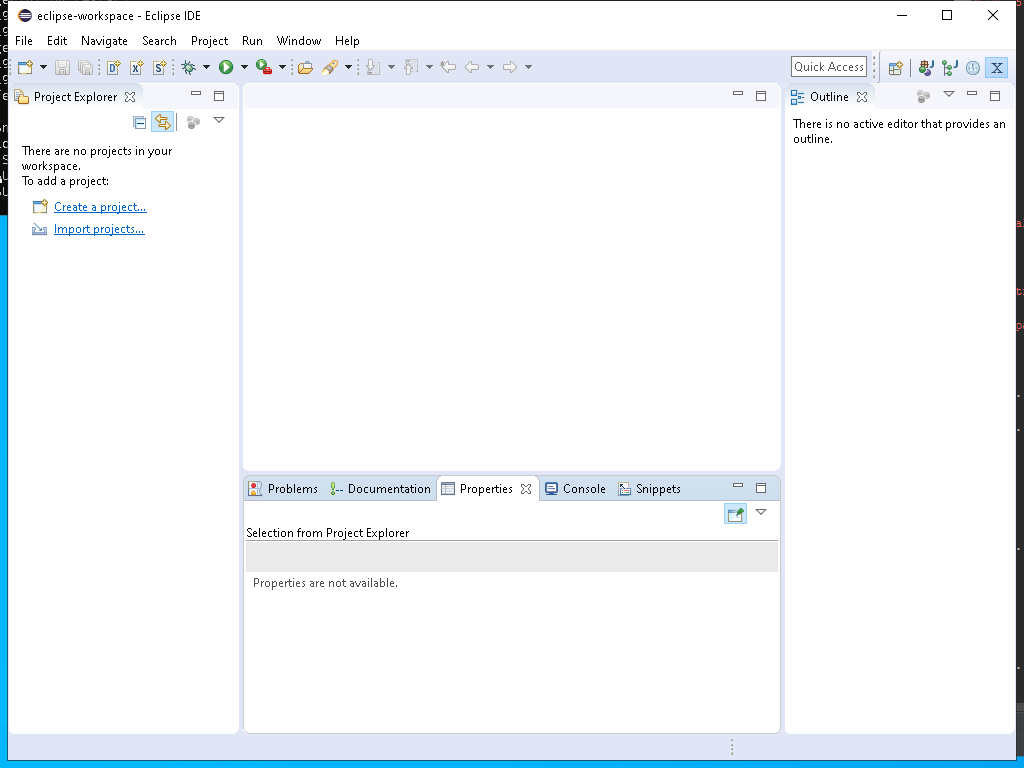 eclipse-workspace - Eclipse IDE
File Edit Navigate Search Project Run Window Help
Quick Access
Project Explorer
There are no projects in your
workspace.
To add a project:
Create a project...
Import projects...
Outline
There is no active editor that provides an
outline.
Problems Documentation Properties Console Snippets
Selection from Project Explorer
Properties are not available.